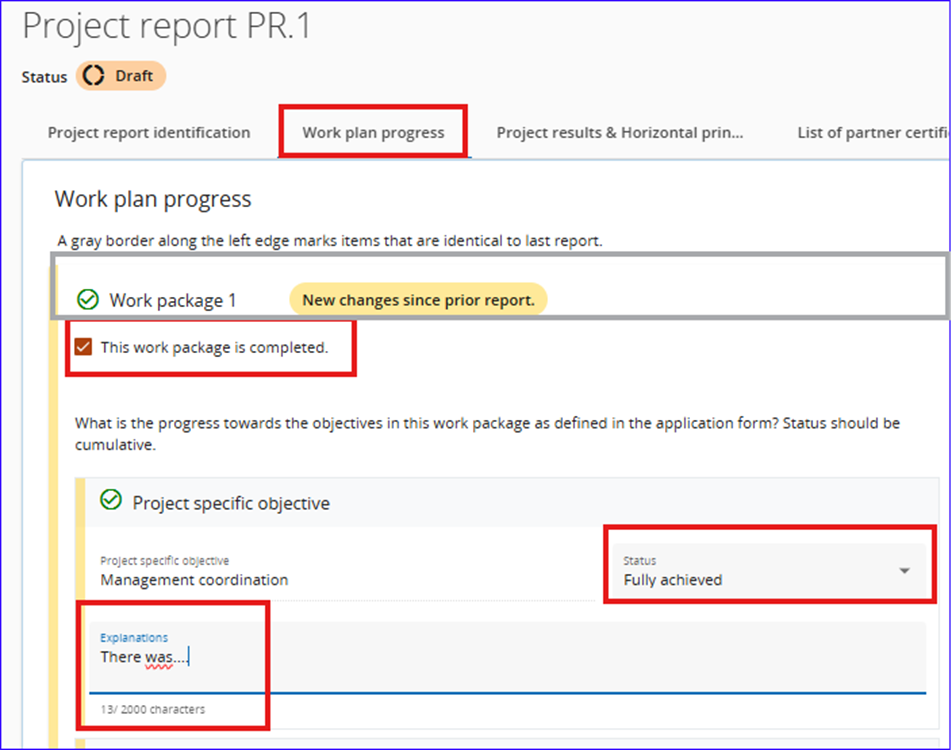 Project report PR.1
Status Draft
Project report identification Work plan progress Project results & Horizontal prin... List of partner certifi
Work plan progress
A gray border along the left edge marks items that are identical to last report.
Work package 1 New changes since prior report.
This work package is completed.
What is the progress towards the objectives in this work package as defined in the application form? Status should be
cumulative.
Project specific objective
Project specific objective
Management coordination
Status
Fully achieved
Explanations
There was....
13/ 2000 characters